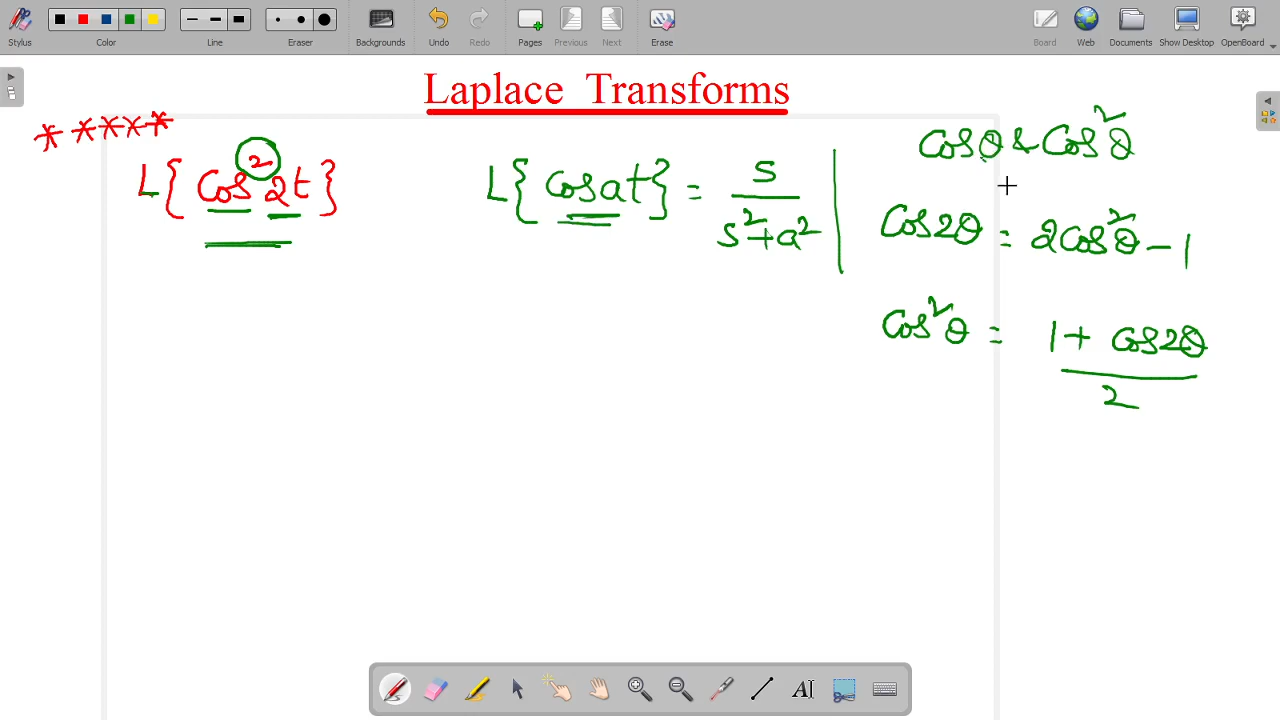 Stylus Color Line Eraser Backgrounds Undo Redo Pages Previous Next Erase Board Web Documents Show Desktop OpenBoard
Laplace Transforms
*****
L{Cos²2t}
L{Cosat} = s/(s²+a²)
Cosθ & Cos²θ
Cos2θ = 2Cos²θ - 1
Cos²θ = (1 + Cos2θ)/2